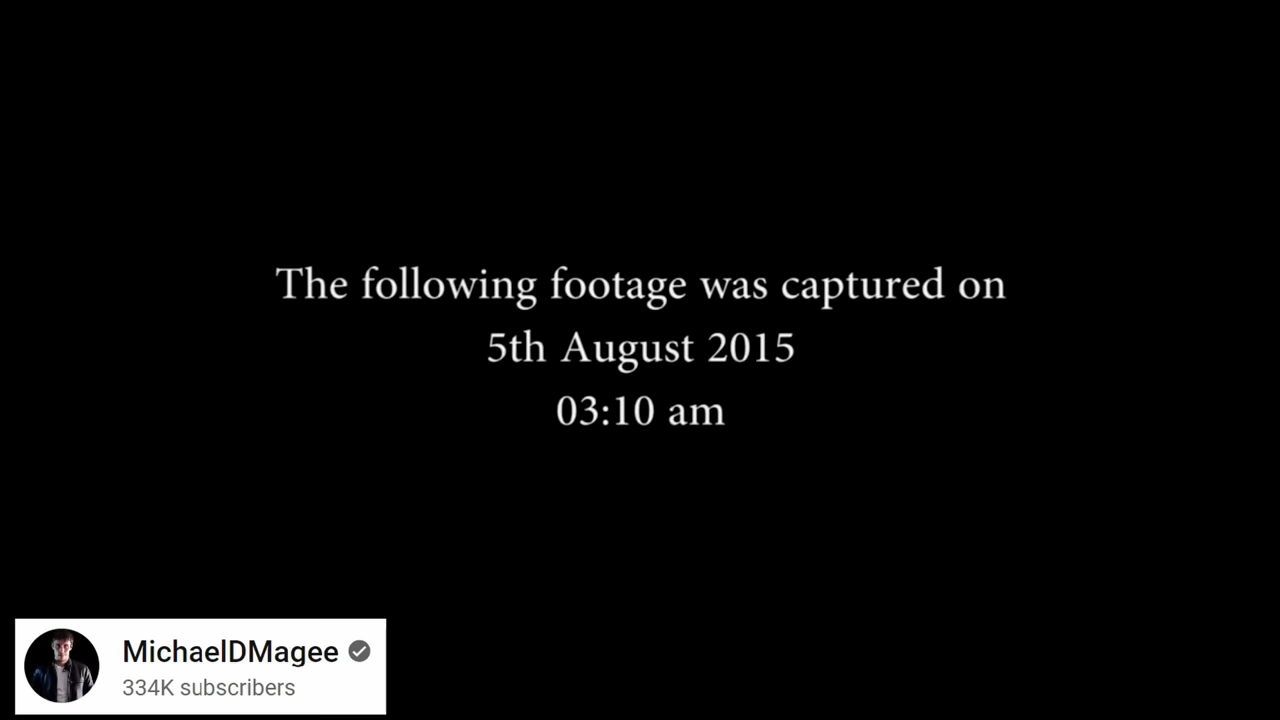 The following footage was captured on
5th August 2015
03:10 am
MichaelDMagee
334K subscribers